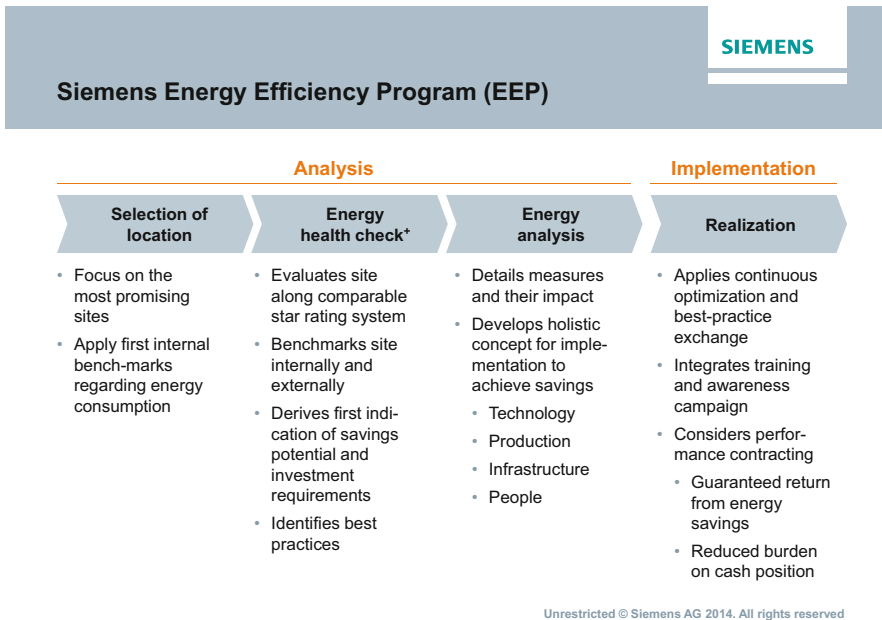 SIEMENS
Siemens Energy Efficiency Program (EEP)
Analysis
Implementation
Selection of
location
Energy
health check+
Energy
analysis
Realization
• Focus on the
most promising
sites
• Apply first internal
bench-marks
regarding energy
consumption
• Evaluates site
along comparable
star rating system
• Benchmarks site
internally and
externally
• Derives first indi-
cation of savings
potential and
investment
requirements
• Identifies best
practices
• Details measures
and their impact
• Develops holistic
concept for imple-
mentation to
achieve savings
• Technology
• Production
• Infrastructure
• People
• Applies continuous
optimization and
best-practice
exchange
• Integrates training
and awareness
campaign
• Considers perfor-
mance contracting
• Guaranteed return
from energy
savings
• Reduced burden
on cash position
Unrestricted © Siemens AG 2014. All rights reserved